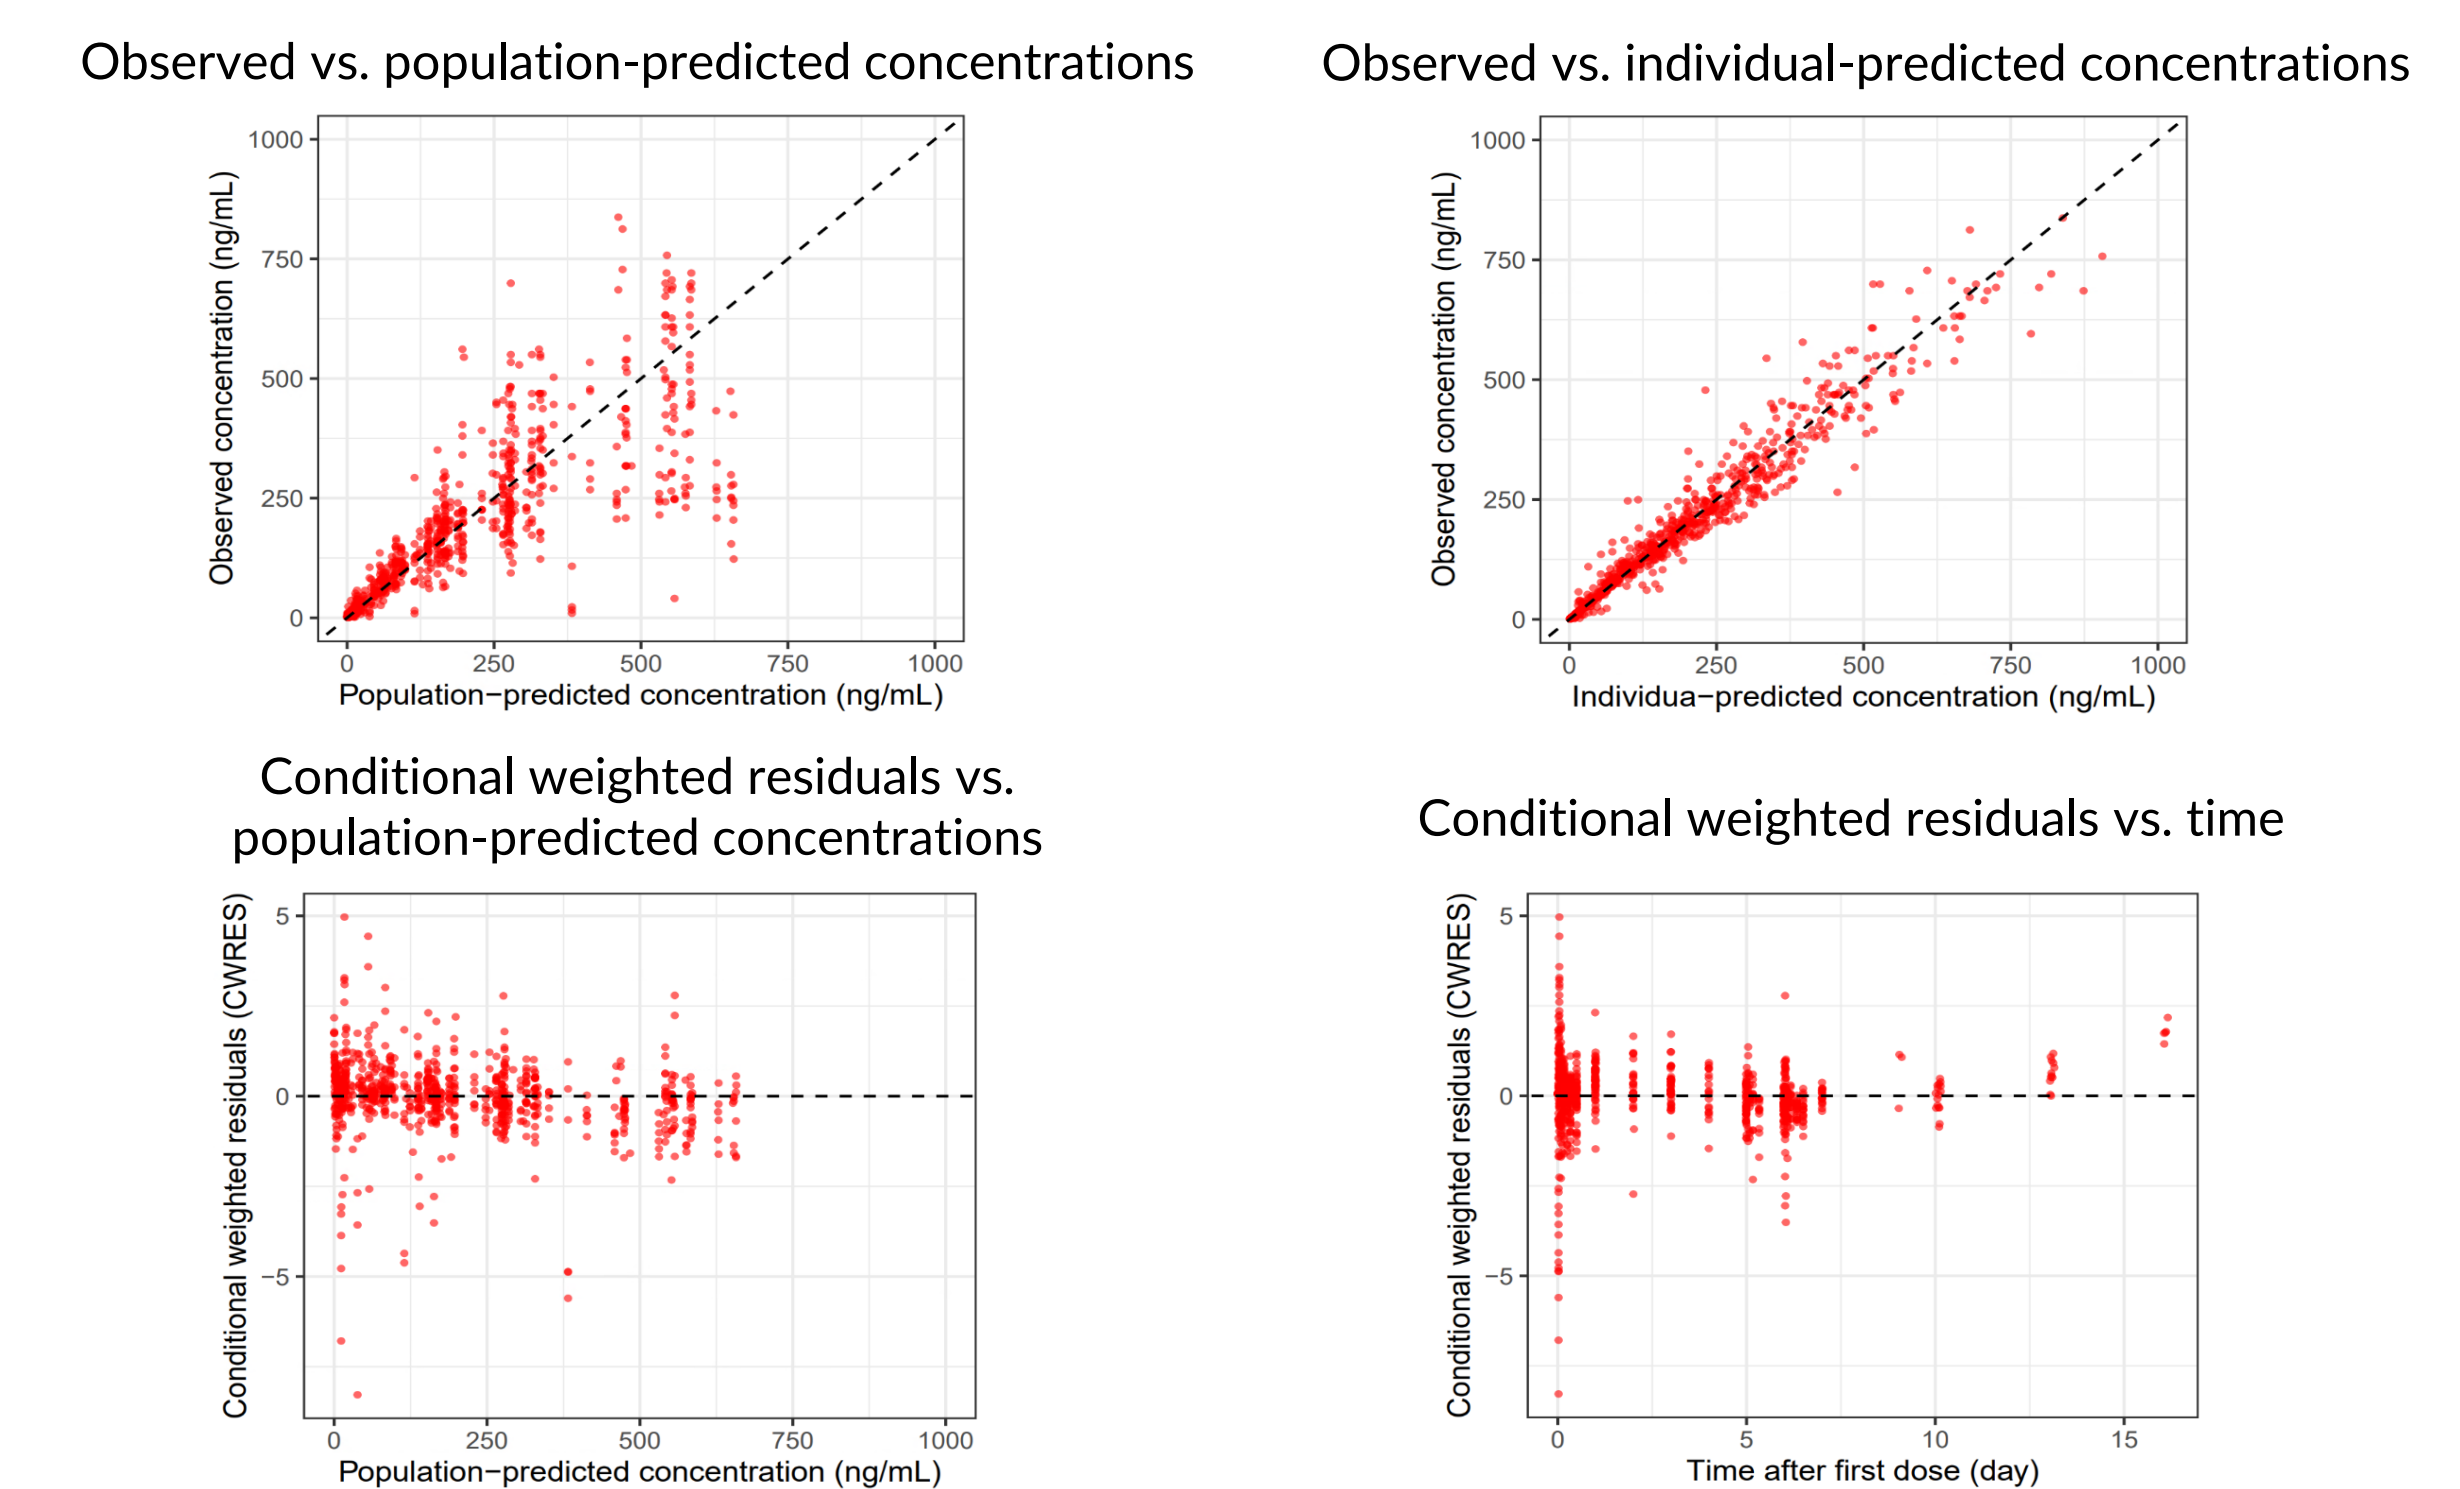 Observed vs. population-predicted concentrations
Observed concentration (ng/mL)
1000
750
500
250
0
0 250 500 750 1000
Population−predicted concentration (ng/mL)
Observed vs. individual-predicted concentrations
Observed concentration (ng/mL)
1000
750
500
250
0
0 250 500 750 1000
Individua−predicted concentration (ng/mL)
Conditional weighted residuals vs.
population-predicted concentrations
Conditional weighted residuals (CWRES)
5
0
−5
0 250 500 750 1000
Population−predicted concentration (ng/mL)
Conditional weighted residuals vs. time
Conditional weighted residuals (CWRES)
5
0
−5
0 5 10 15
Time after first dose (day)